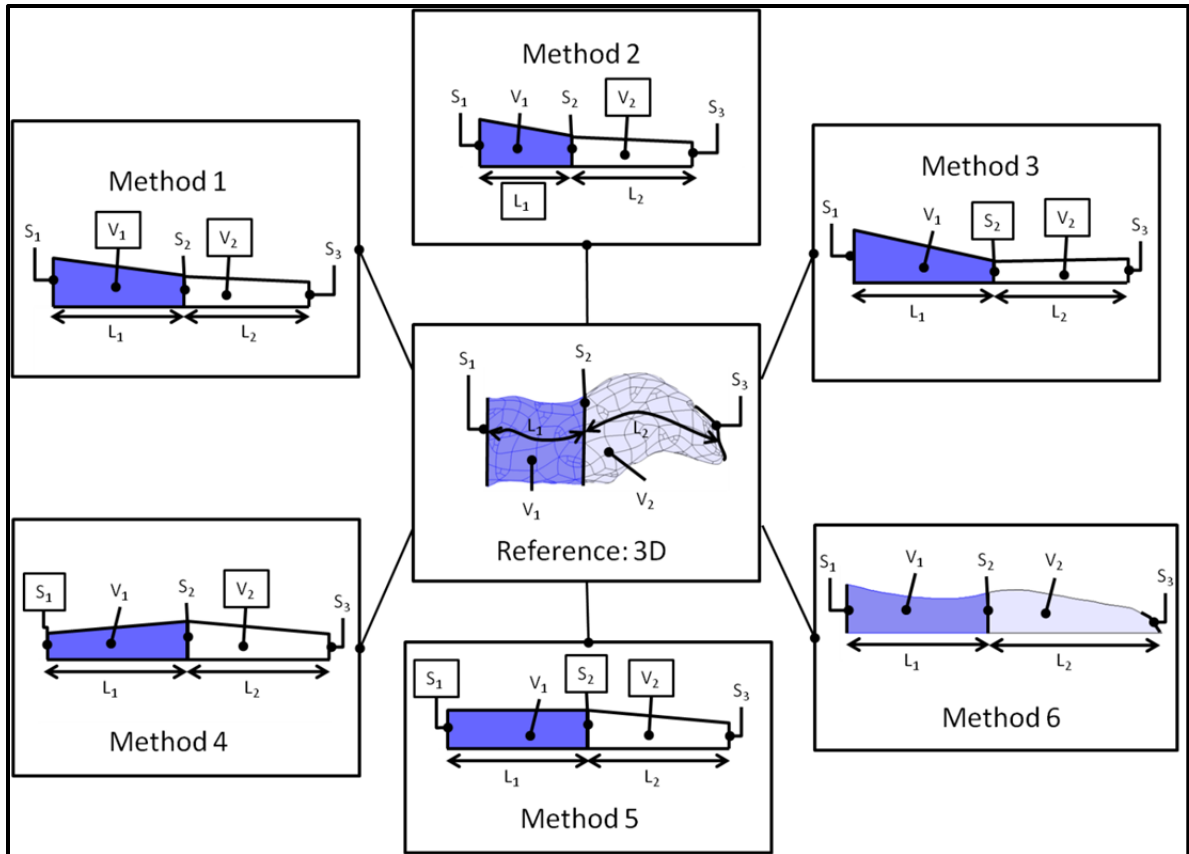 Method 2
S₁ V₁ S₂ V₂ S₃
L₁ L₂
Method 1
S₁ V₁ S₂ V₂ S₃
L₁ L₂
Method 3
S₁ V₁ S₂ V₂ S₃
L₁ L₂
S₁ S₂ S₃
L₁ L₂
V₁ V₂
Reference: 3D
S₁ V₁ S₂ V₂ S₃
L₁ L₂
Method 4
S₁ V₁ S₂ V₂ S₃
L₁ L₂
Method 5
S₁ V₁ S₂ V₂ S₃
L₁ L₂
Method 6